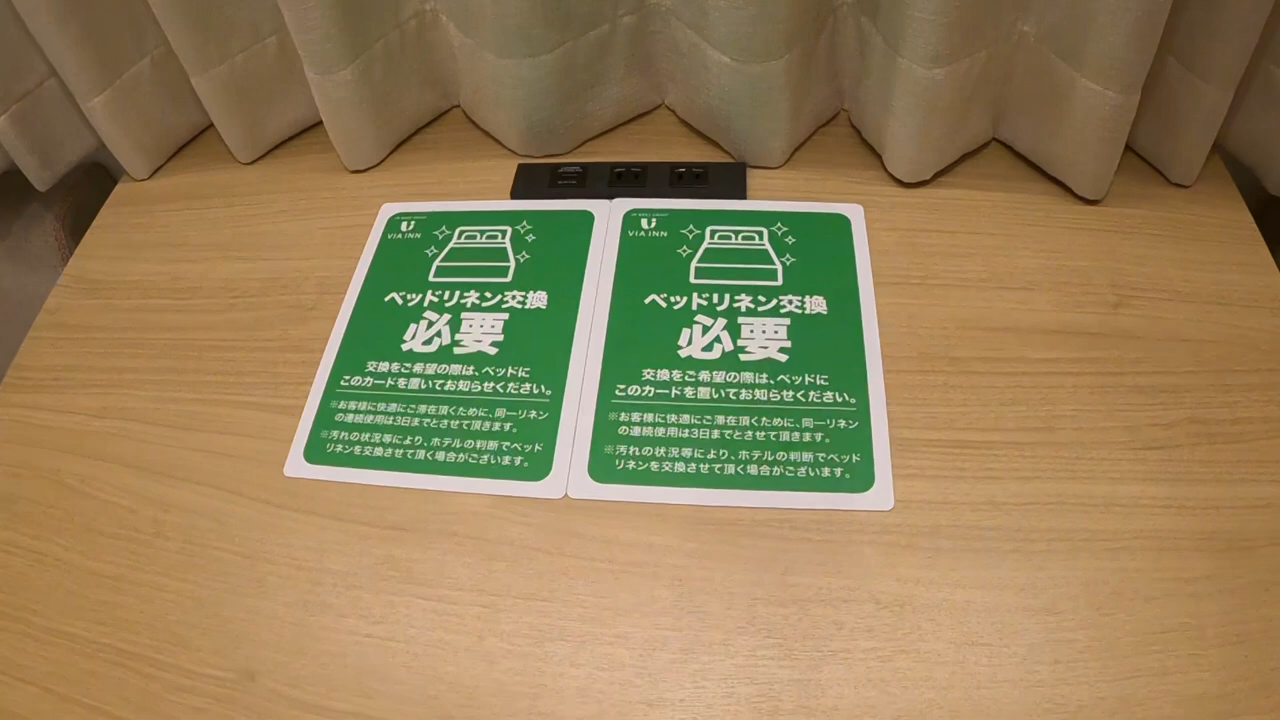 JR WEST GROUP
VIA INN
ベッドリネン交換
必要
交換をご希望の際は、ベッドに
このカードを置いてお知らせください。
※お客様に快適にご滞在頂くために、同一リネン
の連続使用は3日までとさせて頂きます。
※汚れの状況等により、ホテルの判断でベッド
リネンを交換させて頂く場合がございます。
JR WEST GROUP
VIA INN
ベッドリネン交換
必要
交換をご希望の際は、ベッドに
このカードを置いてお知らせください。
※お客様に快適にご滞在頂くために、同一リネン
の連続使用は3日までとさせて頂きます。
※汚れの状況等により、ホテルの判断でベッド
リネンを交換させて頂く場合がございます。